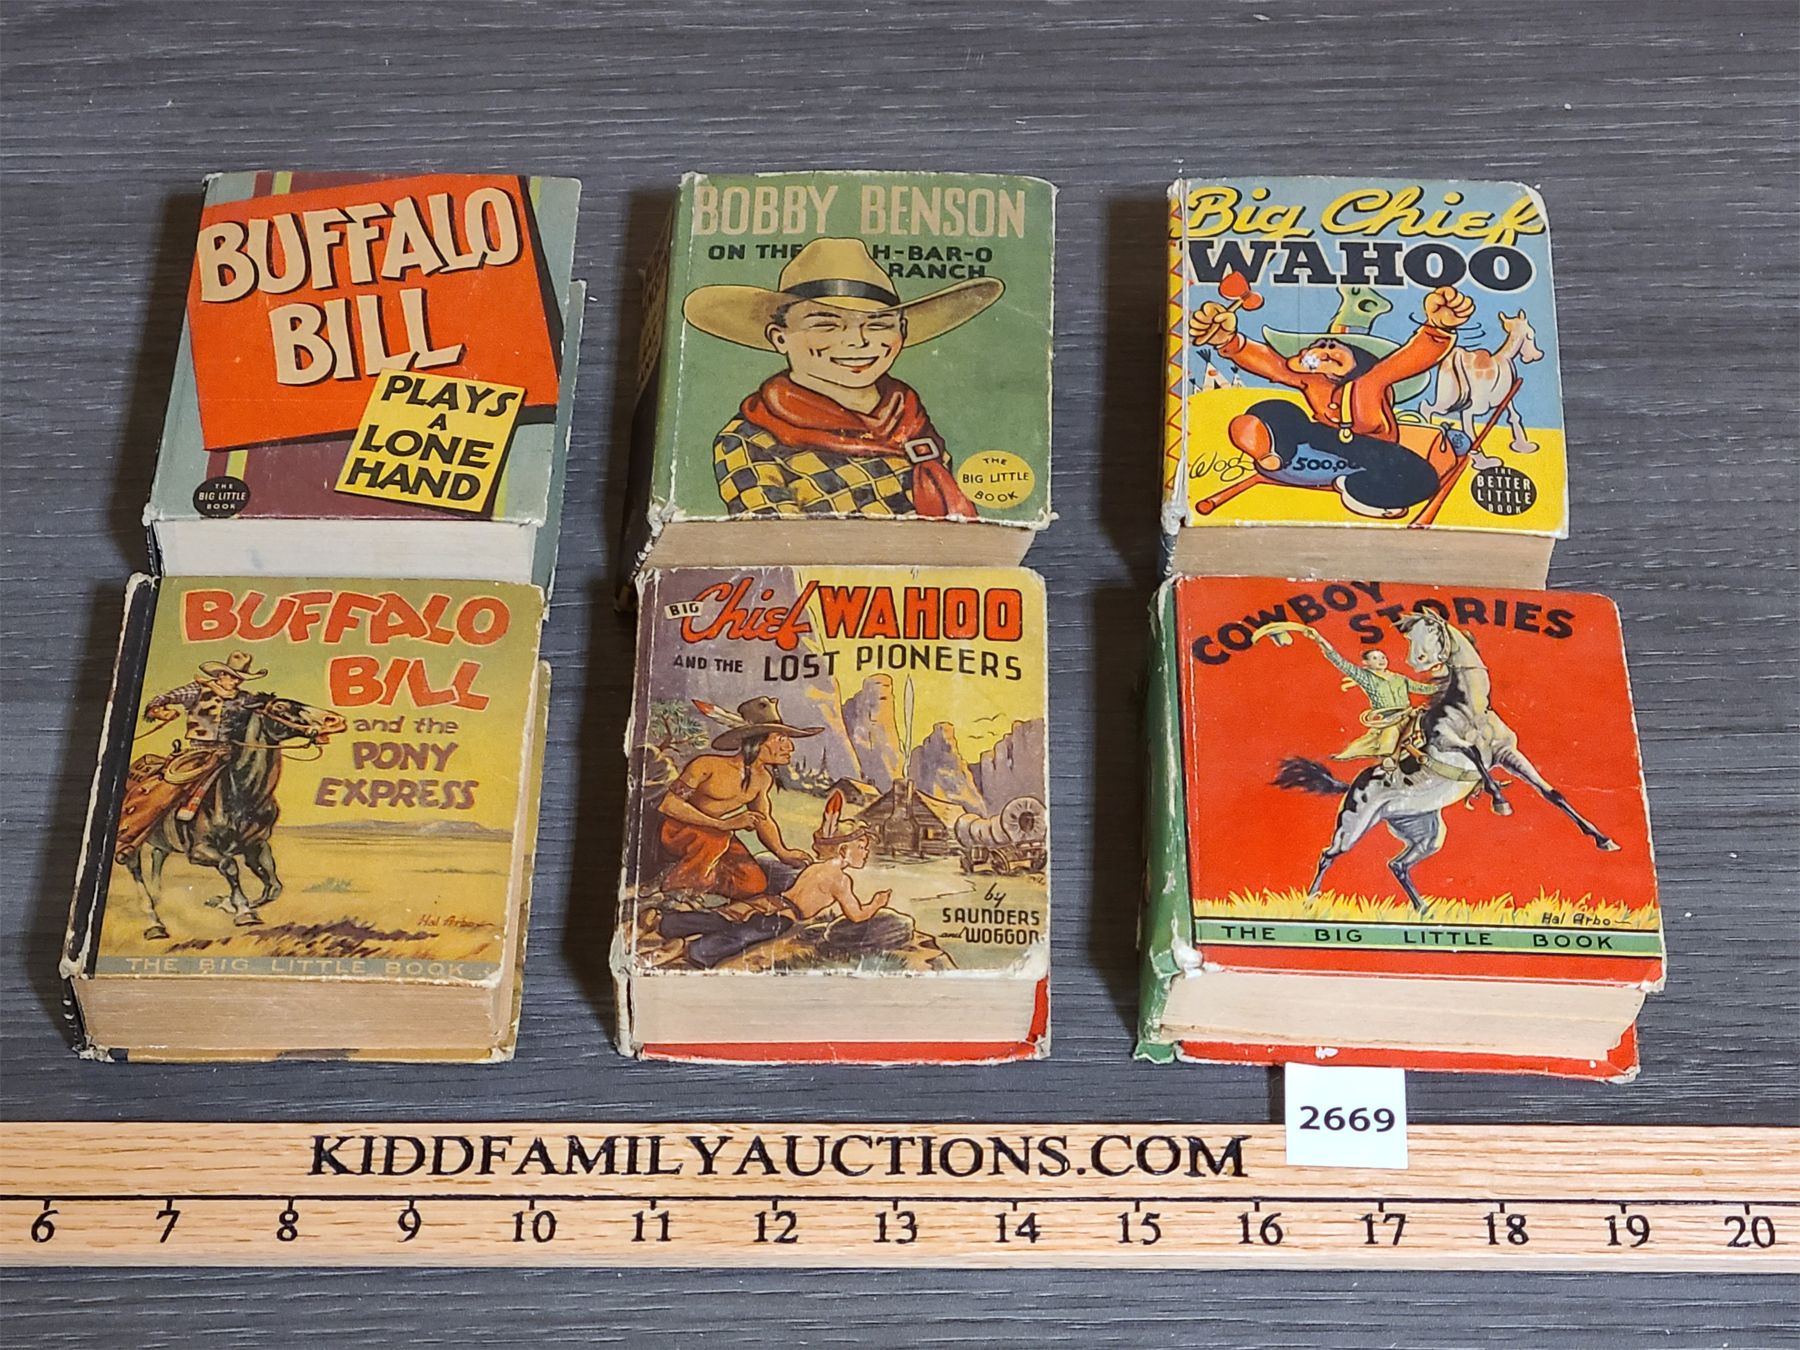 BUFFALO
BILL
PLAYS
A
LONE
HAND
THE
BIG LITTLE
BOOK
BOBBY BENSON
ON THE H-BAR-O
RANCH
THE
BIG LITTLE
BOOK
Big Chief
WAHOO
500,00
THE
BETTER
LITTLE
BOOK
BUFFALO
BILL
and the
PONY
EXPRESS
Hal Arbo
THE BIG LITTLE BOOK
BIG Chief WAHOO
AND THE LOST PIONEERS
by
SAUNDERS
and WOGGON
COWBOY
STORIES
Hal Arbo
THE BIG LITTLE BOOK
2669
KIDDFAMILYAUCTIONS.COM
6 7 8 9 10 11 12 13 14 15 16 17 18 19 20